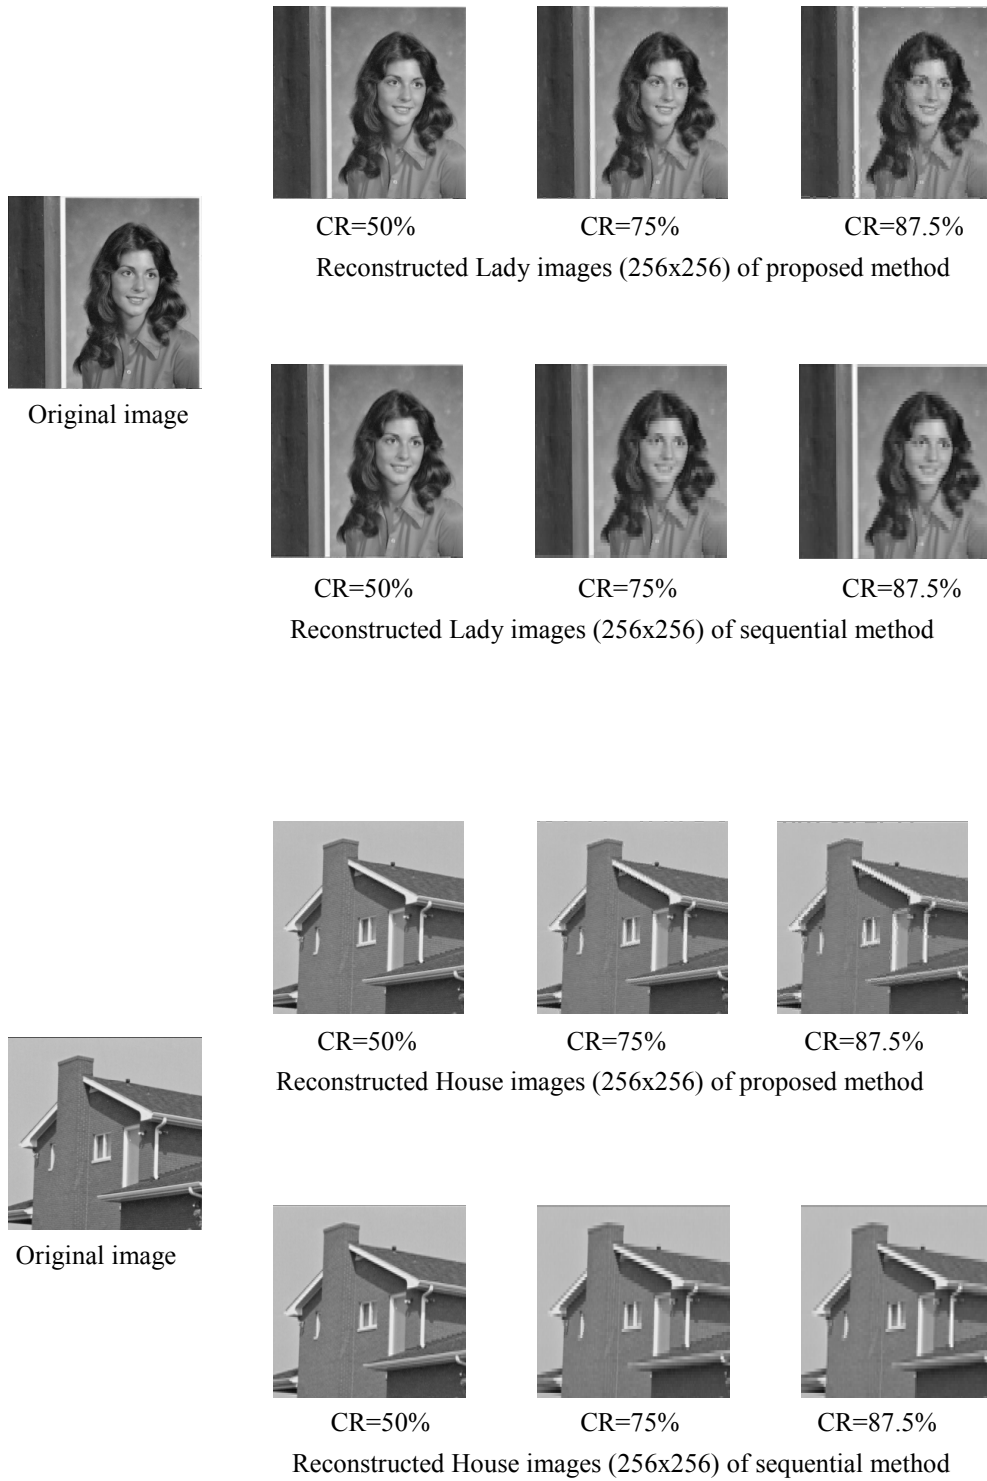 CR=50% CR=75% CR=87.5%
Reconstructed Lady images (256x256) of proposed method
Original image
CR=50% CR=75% CR=87.5%
Reconstructed Lady images (256x256) of sequential method
CR=50% CR=75% CR=87.5%
Reconstructed House images (256x256) of proposed method
Original image
CR=50% CR=75% CR=87.5%
Reconstructed House images (256x256) of sequential method